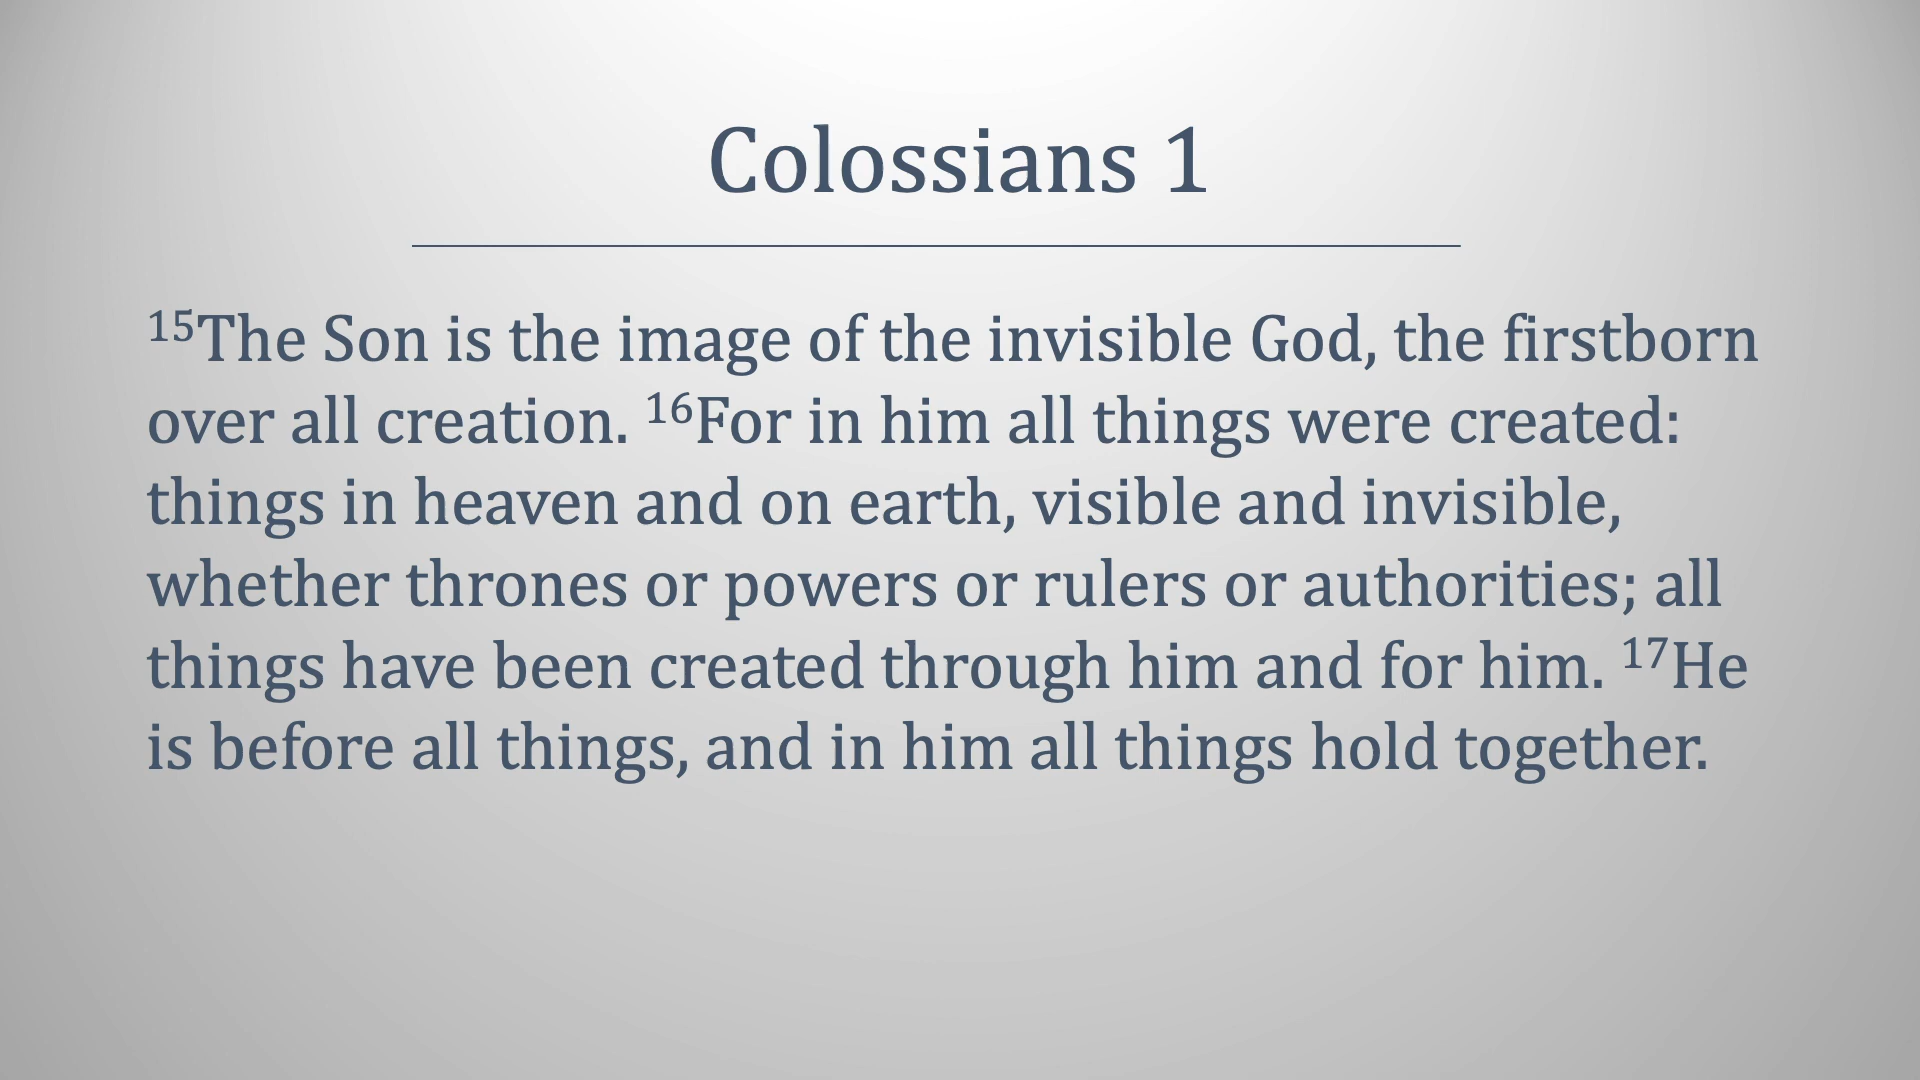 Colossians 1
¹⁵The Son is the image of the invisible God, the firstborn
over all creation. ¹⁶For in him all things were created:
things in heaven and on earth, visible and invisible,
whether thrones or powers or rulers or authorities; all
things have been created through him and for him. ¹⁷He
is before all things, and in him all things hold together.